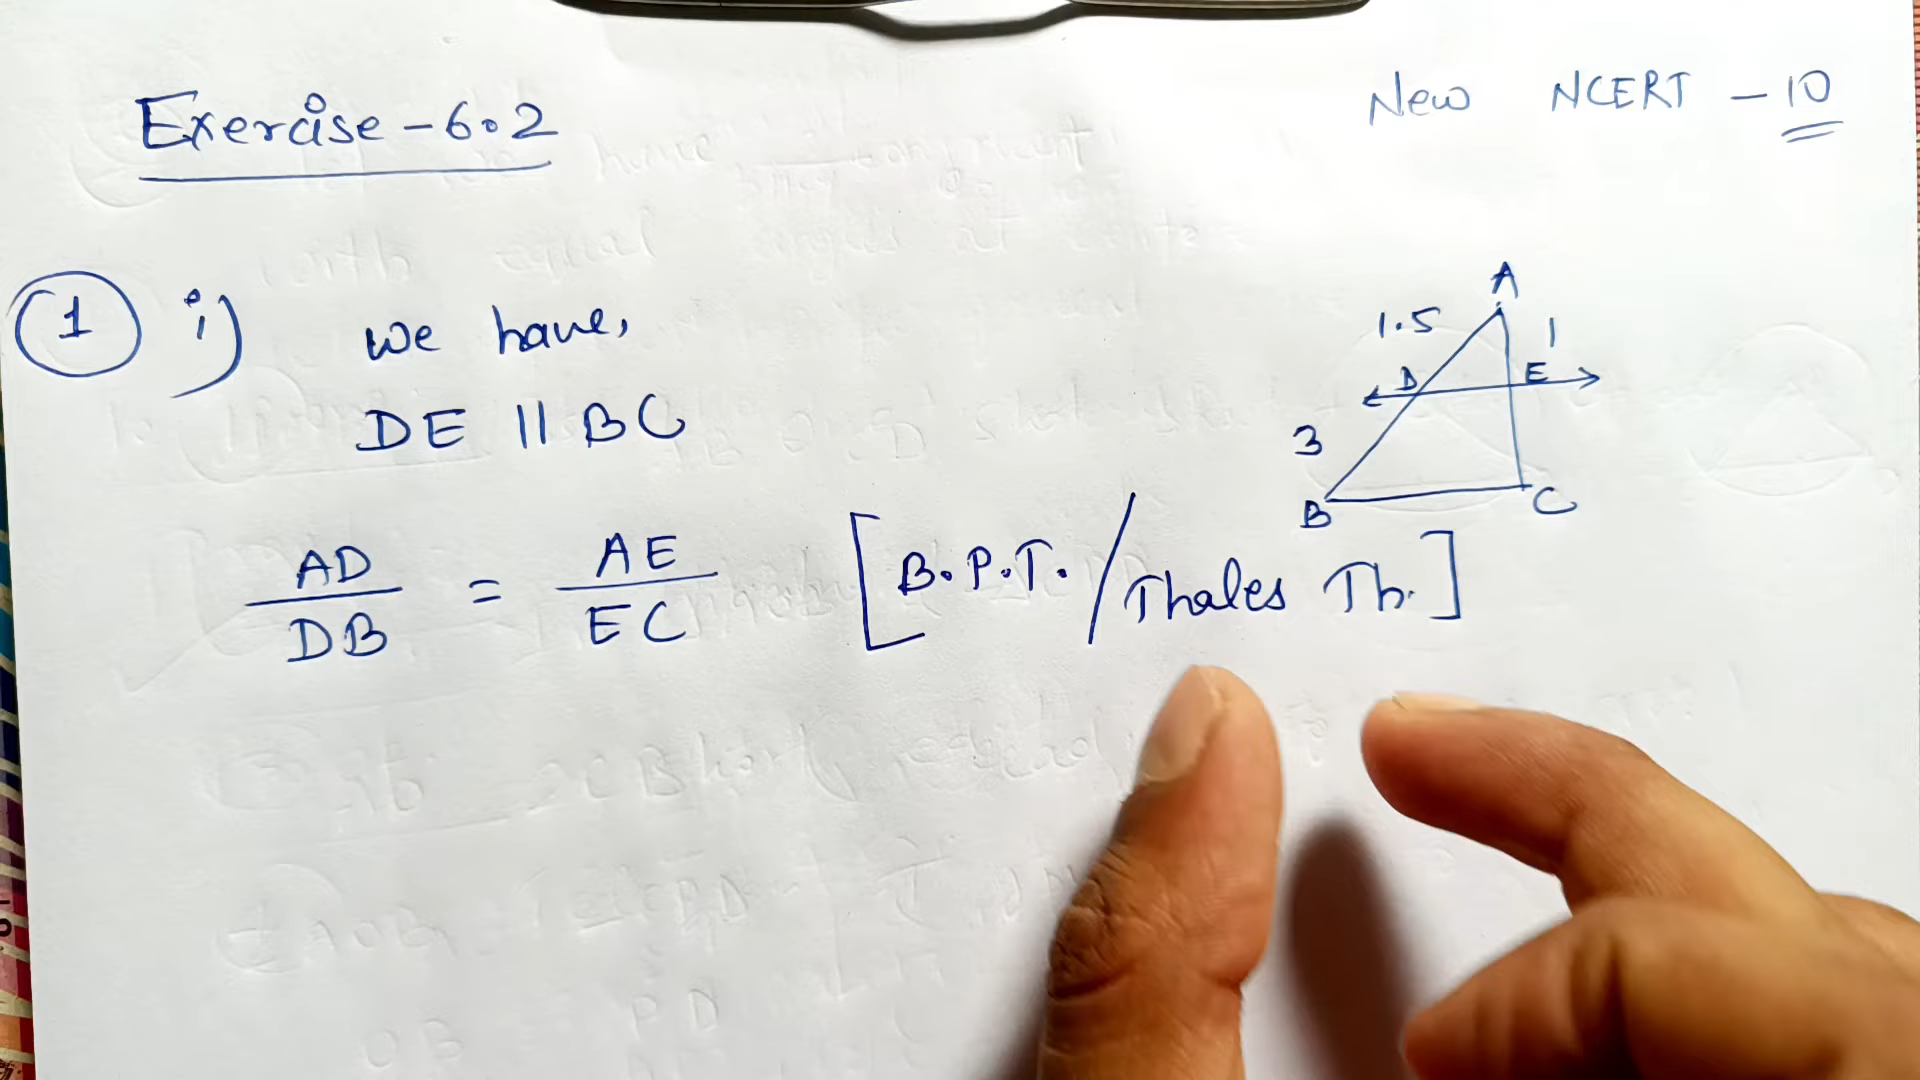 Exercise - 6.2
New NCERT - 10
1 i) We have,
DE || BC
AD/DB = AE/EC [B.P.T. / Thales Th.]
A
1.5
1
D
E
3
B
C